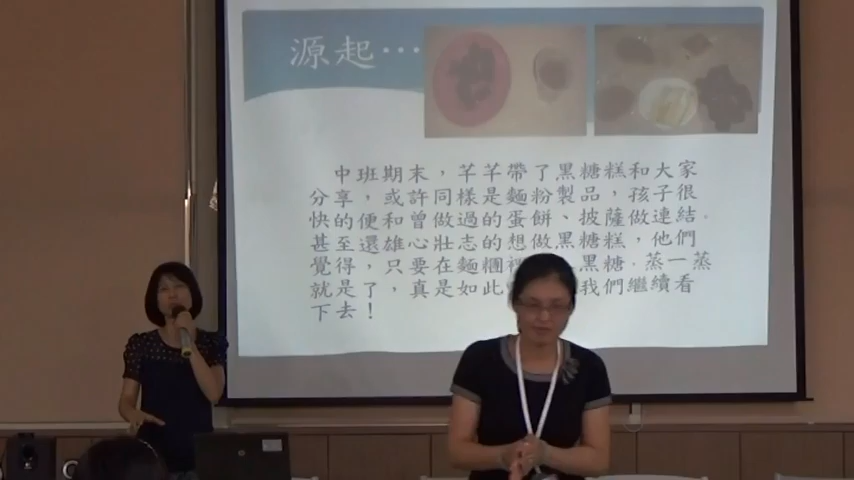 源起…
中班期末，芊芊帶了黑糖糕和大家
分享，或許同樣是麵粉製品，孩子很
快的便和曾做過的蛋餅、披薩做連結。
甚至還雄心壯志的想做黑糖糕，他們
覺得，只要在麵糰裡 黑糖，蒸一蒸
就是了，真是如此 我們繼續看
下去！